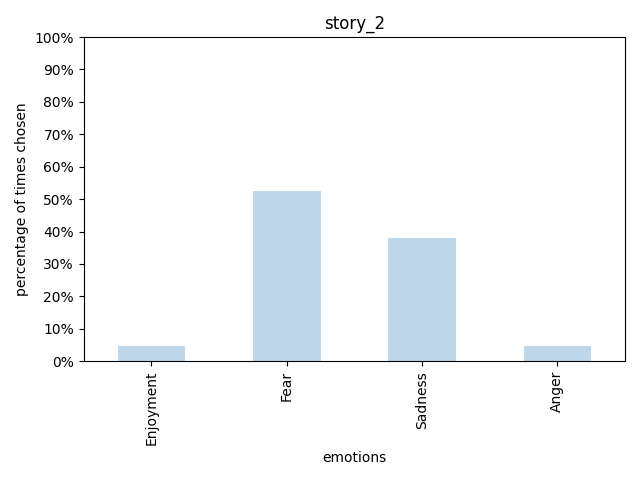 story_2
100%
90%
80%
70%
60%
50%
40%
30%
20%
10%
0%
percentage of times chosen
Enjoyment
Fear
Sadness
Anger
emotions